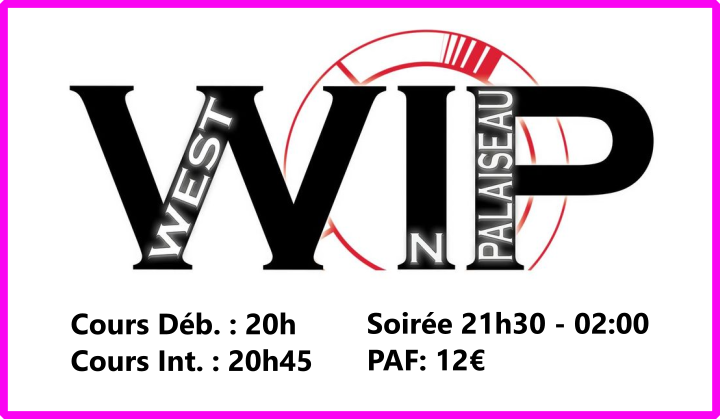 WIP
WEST
N
PALAISEAU
Cours Déb. : 20h
Cours Int. : 20h45
Soirée 21h30 - 02:00
PAF: 12€